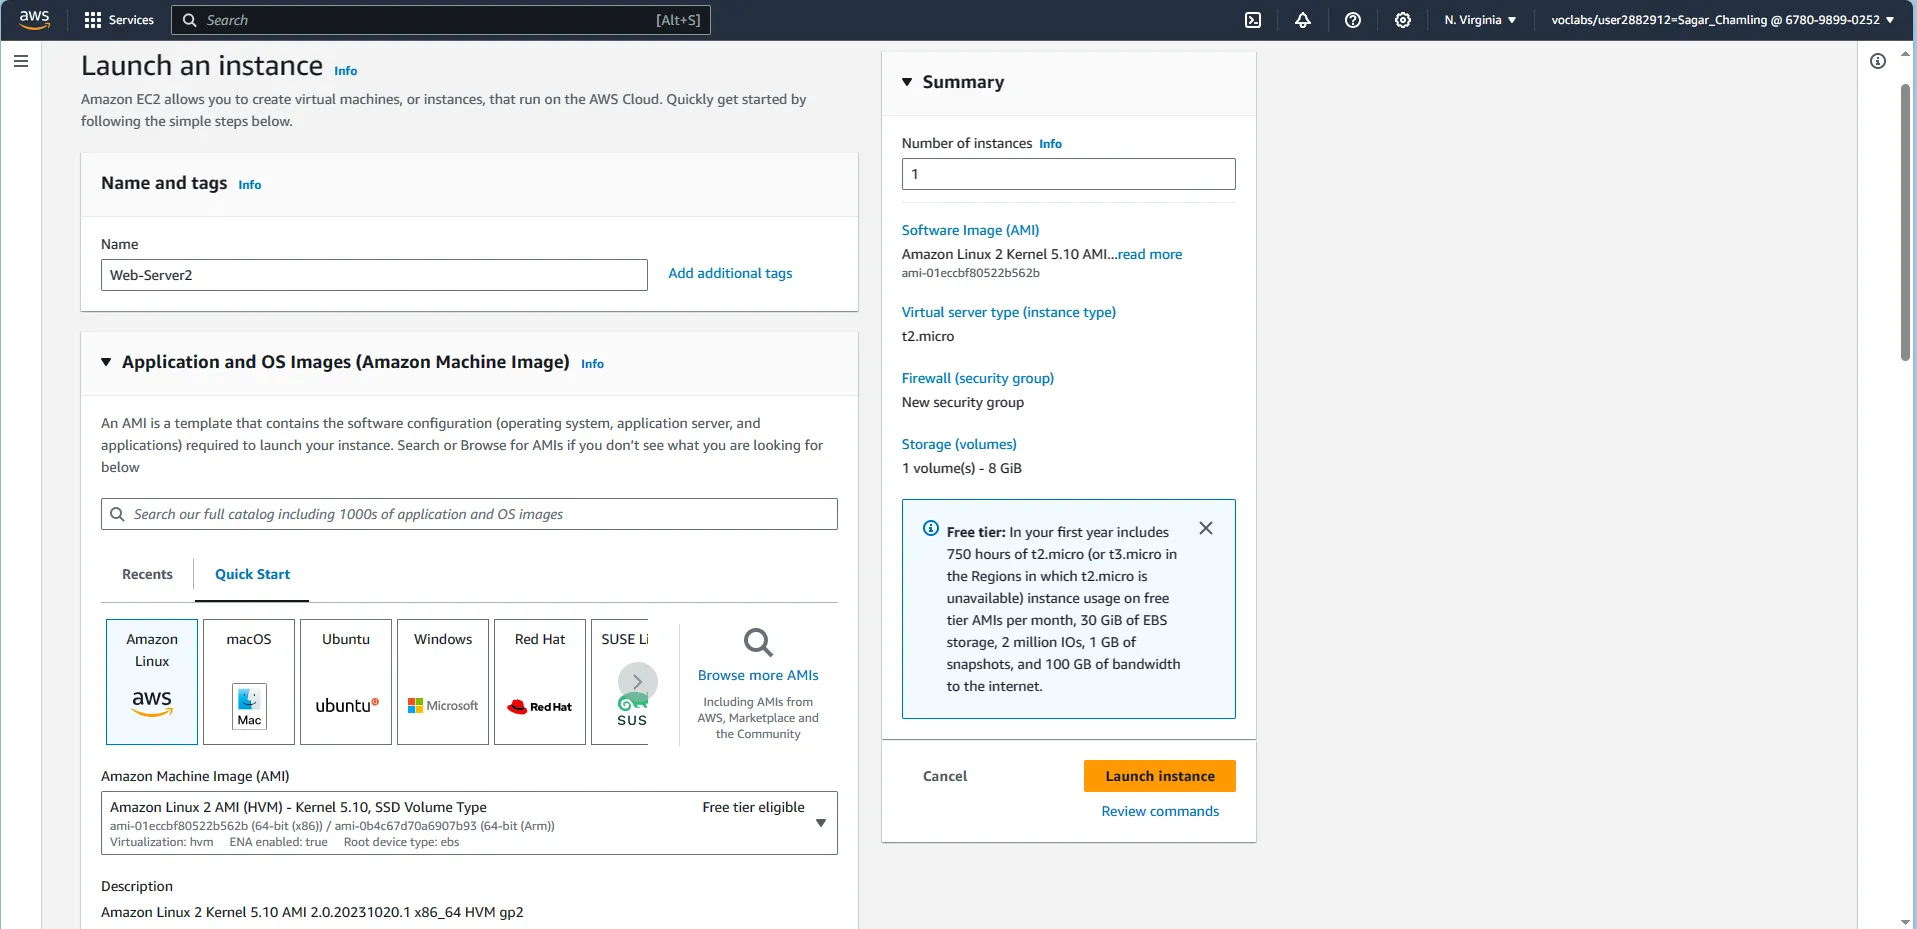 aws
Services
Search
[Alt+S]
N. Virginia
voclabs/user2882912=Sagar_Chamling @ 6780-9899-0252
Launch an instance Info
Amazon EC2 allows you to create virtual machines, or instances, that run on the AWS Cloud. Quickly get started by
following the simple steps below.
Name and tags Info
Name
Web-Server2
Add additional tags
Application and OS Images (Amazon Machine Image) Info
An AMI is a template that contains the software configuration (operating system, application server, and
applications) required to launch your instance. Search or Browse for AMIs if you don't see what you are looking for
below
Search our full catalog including 1000s of application and OS images
Recents
Quick Start
Amazon
Linux
aws
macOS
Mac
Ubuntu
ubuntu
Windows
Microsoft
Red Hat
Red Hat
SUSE Li
SUS
Browse more AMIs
Including AMIs from
AWS, Marketplace and
the Community
Amazon Machine Image (AMI)
Amazon Linux 2 AMI (HVM) - Kernel 5.10, SSD Volume Type
Free tier eligible
ami-01eccbf80522b562b (64-bit (x86)) / ami-0b4c67d70a6907b93 (64-bit (Arm))
Virtualization: hvm ENA enabled: true Root device type: ebs
Description
Amazon Linux 2 Kernel 5.10 AMI 2.0.20231020.1 x86_64 HVM gp2
Summary
Number of instances Info
1
Software Image (AMI)
Amazon Linux 2 Kernel 5.10 AMI...read more
ami-01eccbf80522b562b
Virtual server type (instance type)
t2.micro
Firewall (security group)
New security group
Storage (volumes)
1 volume(s) - 8 GiB
Free tier: In your first year includes
750 hours of t2.micro (or t3.micro in
the Regions in which t2.micro is
unavailable) instance usage on free
tier AMIs per month, 30 GiB of EBS
storage, 2 million IOs, 1 GB of
snapshots, and 100 GB of bandwidth
to the internet.
Cancel
Launch instance
Review commands